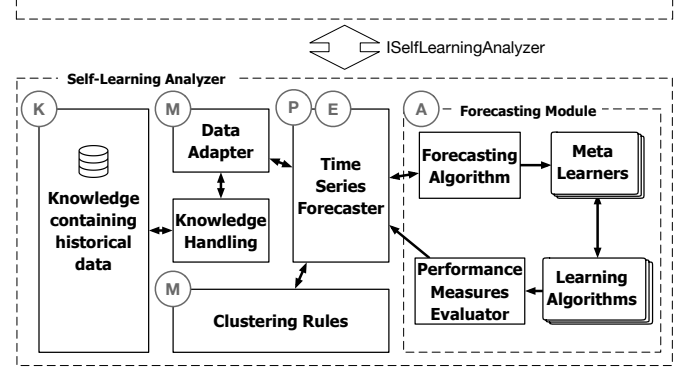 ISelfLearningAnalyzer
Self-Learning Analyzer
K
M
P
E
A
Forecasting Module
Data
Adapter
Knowledge
containing
historical
data
Knowledge
Handling
Time
Series
Forecaster
Forecasting
Algorithm
Meta
Learners
M
Clustering Rules
Performance
Measures
Evaluator
Learning
Algorithms